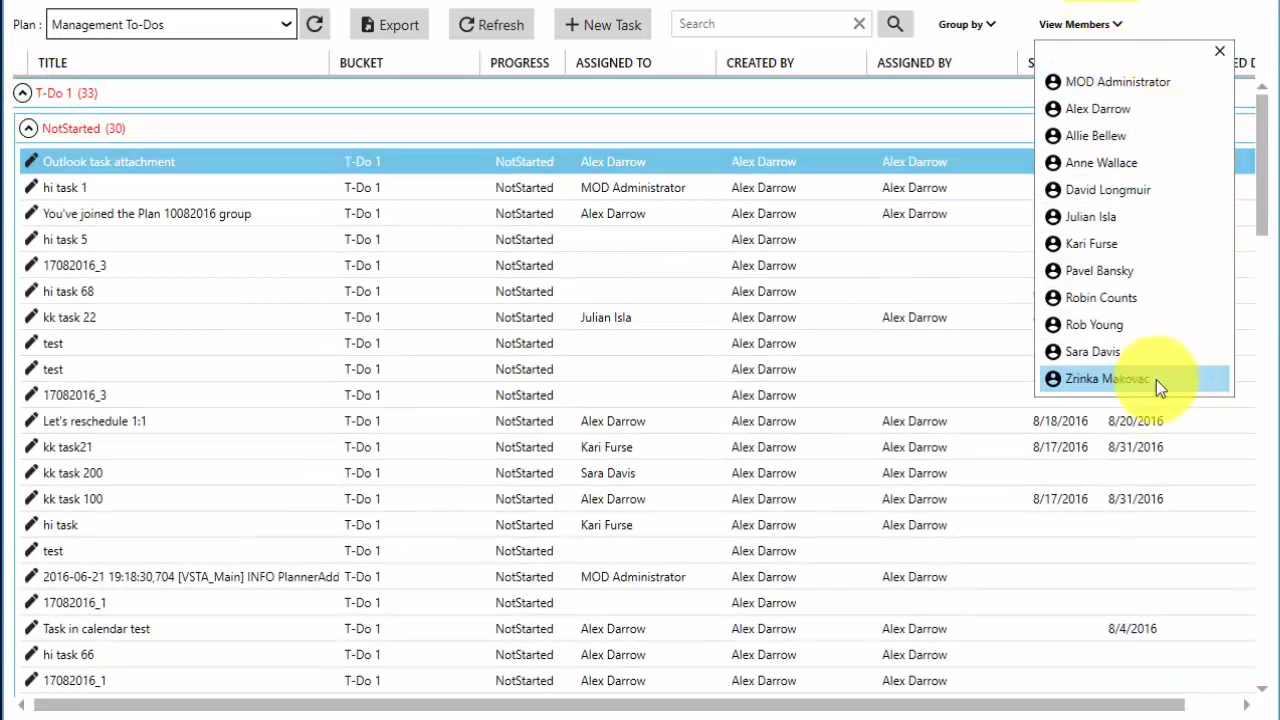 Plan : Management To-Dos Export Refresh New Task Search Group by View Members
TITLE BUCKET PROGRESS ASSIGNED TO CREATED BY ASSIGNED BY
T-Do 1 (33)
NotStarted (30)
MOD Administrator
Alex Darrow
Allie Bellew
Anne Wallace
David Longmuir
Julian Isla
Kari Furse
Pavel Bansky
Robin Counts
Rob Young
Sara Davis
Zrinka Makovac
Outlook task attachment T-Do 1 NotStarted Alex Darrow Alex Darrow Alex Darrow
hi task 1 T-Do 1 NotStarted MOD Administrator Alex Darrow Alex Darrow
You've joined the Plan 10082016 group T-Do 1 NotStarted Alex Darrow Alex Darrow Alex Darrow
hi task 5 T-Do 1 NotStarted Alex Darrow
17082016_3 T-Do 1 NotStarted Alex Darrow
hi task 68 T-Do 1 NotStarted Alex Darrow
kk task 22 T-Do 1 NotStarted Julian Isla Alex Darrow Alex Darrow
test T-Do 1 NotStarted Alex Darrow
test T-Do 1 NotStarted Alex Darrow
17082016_3 T-Do 1 NotStarted Alex Darrow
Let's reschedule 1:1 T-Do 1 NotStarted Alex Darrow Alex Darrow Alex Darrow 8/18/2016 8/20/2016
kk task21 T-Do 1 NotStarted Kari Furse Alex Darrow Alex Darrow 8/17/2016 8/31/2016
kk task 200 T-Do 1 NotStarted Sara Davis Alex Darrow Alex Darrow
kk task 100 T-Do 1 NotStarted Alex Darrow Alex Darrow Alex Darrow 8/17/2016 8/31/2016
hi task T-Do 1 NotStarted Kari Furse Alex Darrow Alex Darrow
test T-Do 1 NotStarted Alex Darrow
2016-06-21 19:18:30,704 [VSTA_Main] INFO PlannerAdd T-Do 1 NotStarted MOD Administrator Alex Darrow Alex Darrow
17082016_1 T-Do 1 NotStarted Alex Darrow
Task in calendar test T-Do 1 NotStarted Alex Darrow Alex Darrow Alex Darrow 8/4/2016
hi task 66 T-Do 1 NotStarted Alex Darrow Alex Darrow Alex Darrow
17082016_1 T-Do 1 NotStarted Alex Darrow Alex Darrow Alex Darrow